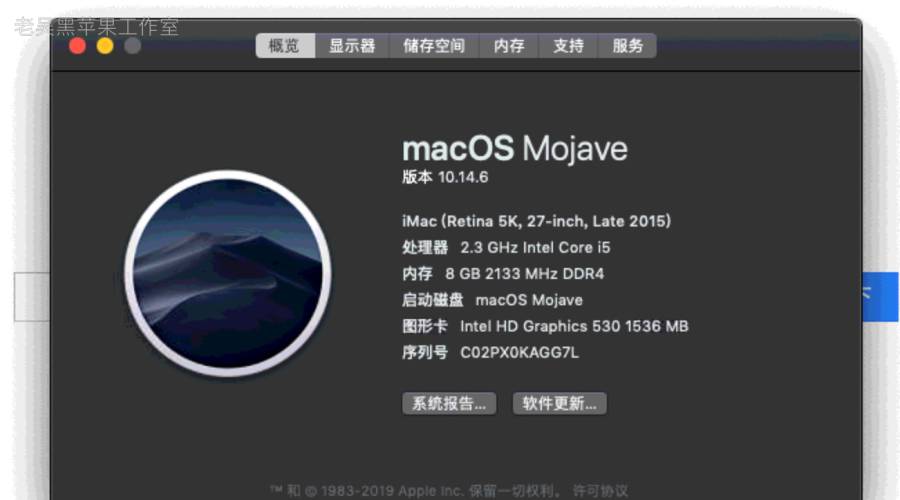 老吴黑苹果工作室
概览 显示器 储存空间 内存 支持 服务
macOS Mojave
版本 10.14.6
iMac (Retina 5K, 27-inch, Late 2015)
处理器 2.3 GHz Intel Core i5
内存 8 GB 2133 MHz DDR4
启动磁盘 macOS Mojave
图形卡 Intel HD Graphics 530 1536 MB
序列号 C02PX0KAGG7L
系统报告... 软件更新...
™ 和 © 1983-2019 Apple Inc. 保留一切权利。 许可协议